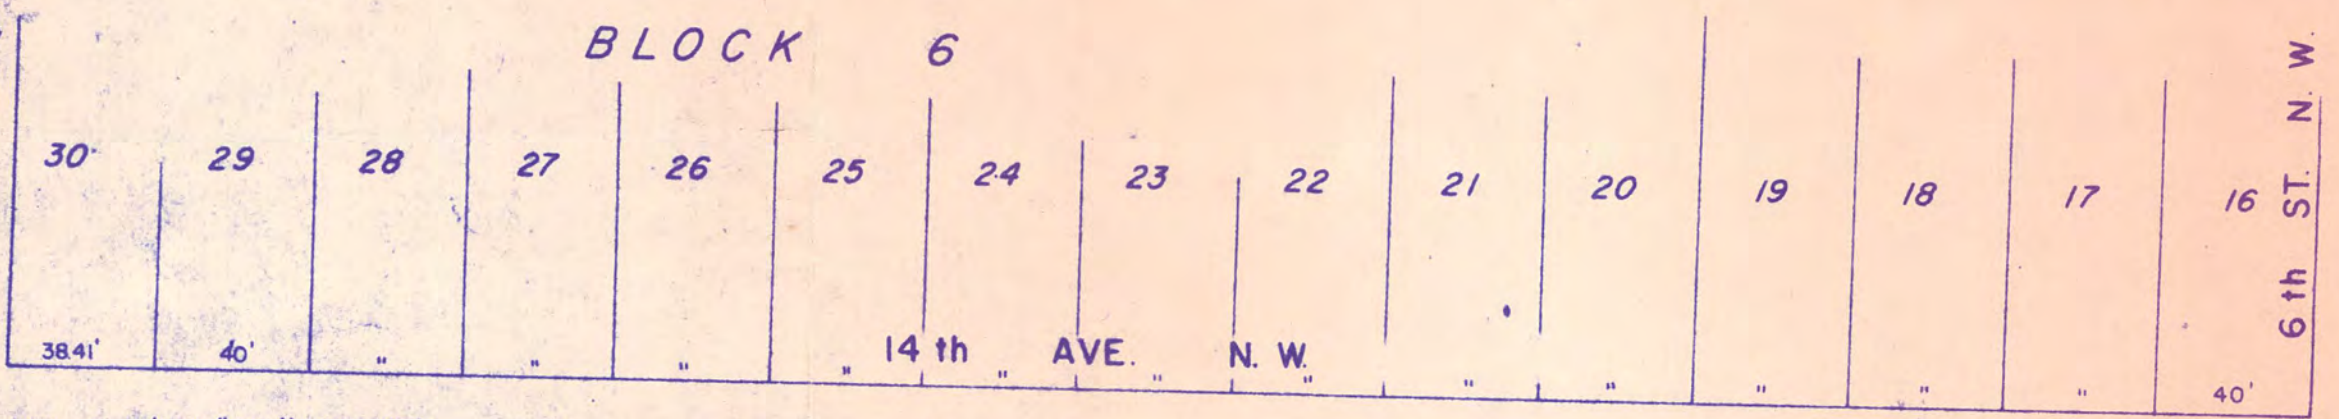 BLOCK 6
30 29 28 27 26 25 24 23 22 21 20 19 18 17 16
6th ST. N. W.
14th AVE. N. W.
38.41' 40' " " " " " " " " " " " " 40'